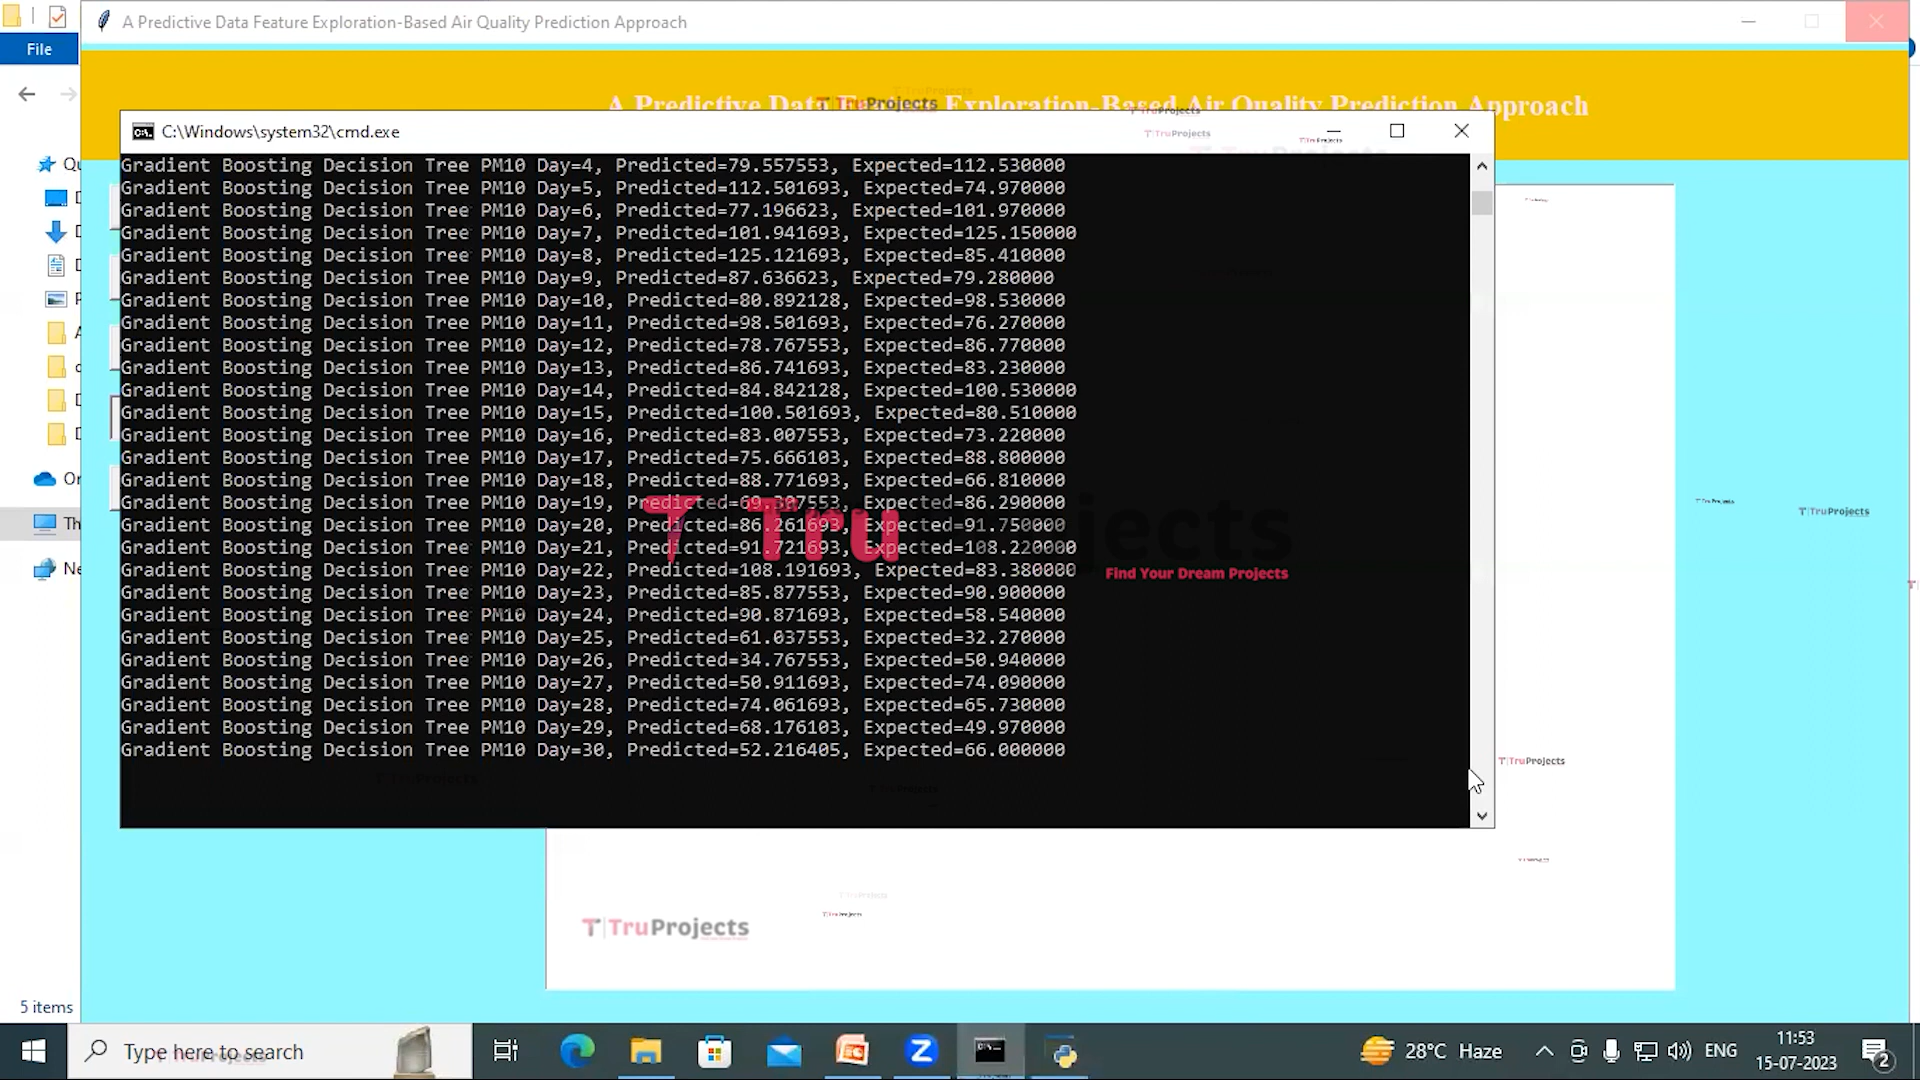 A Predictive Data Feature Exploration-Based Air Quality Prediction Approach
File
A Predictive Data Exploration-Based Air Quality Prediction Approach
TruProjects
TruProjects
TruProjects
C:\Windows\system32\cmd.exe
Gradient Boosting Decision Tree PM10 Day=4, Predicted=79.557553, Expected=112.530000
Gradient Boosting Decision Tree PM10 Day=5, Predicted=112.501693, Expected=74.970000
Gradient Boosting Decision Tree PM10 Day=6, Predicted=77.196623, Expected=101.970000
Gradient Boosting Decision Tree PM10 Day=7, Predicted=101.941693, Expected=125.150000
Gradient Boosting Decision Tree PM10 Day=8, Predicted=125.121693, Expected=85.410000
Gradient Boosting Decision Tree PM10 Day=9, Predicted=87.636623, Expected=79.280000
Gradient Boosting Decision Tree PM10 Day=10, Predicted=80.892128, Expected=98.530000
Gradient Boosting Decision Tree PM10 Day=11, Predicted=98.501693, Expected=76.270000
Gradient Boosting Decision Tree PM10 Day=12, Predicted=78.767553, Expected=86.770000
Gradient Boosting Decision Tree PM10 Day=13, Predicted=86.741693, Expected=83.230000
Gradient Boosting Decision Tree PM10 Day=14, Predicted=84.842128, Expected=100.530000
Gradient Boosting Decision Tree PM10 Day=15, Predicted=100.501693, Expected=80.510000
Gradient Boosting Decision Tree PM10 Day=16, Predicted=83.007553, Expected=73.220000
Gradient Boosting Decision Tree PM10 Day=17, Predicted=75.666103, Expected=88.800000
Gradient Boosting Decision Tree PM10 Day=18, Predicted=88.771693, Expected=66.810000
Gradient Boosting Decision Tree PM10 Day=19, Expected=86.290000
Gradient Boosting Decision Tree PM10 Day=20, Predicted=86.261693, Expected=91.750000
Gradient Boosting Decision Tree PM10 Day=21, Predicted=91.721693, Expected=108.220000
Gradient Boosting Decision Tree PM10 Day=22, Predicted=108.191693, Expected=83.380000
Gradient Boosting Decision Tree PM10 Day=23, Predicted=85.877553, Expected=90.900000
Gradient Boosting Decision Tree PM10 Day=24, Predicted=90.871693, Expected=58.540000
Gradient Boosting Decision Tree PM10 Day=25, Predicted=61.037553, Expected=32.270000
Gradient Boosting Decision Tree PM10 Day=26, Predicted=34.767553, Expected=50.940000
Gradient Boosting Decision Tree PM10 Day=27, Predicted=50.911693, Expected=74.090000
Gradient Boosting Decision Tree PM10 Day=28, Predicted=74.061693, Expected=65.730000
Gradient Boosting Decision Tree PM10 Day=29, Predicted=68.176103, Expected=49.970000
Gradient Boosting Decision Tree PM10 Day=30, Predicted=52.216405, Expected=66.000000
TruProjects
Find Your Dream Projects
TruProjects
TruProjects
TruProjects
TruProjects
5 items
Type here to search
28°C Haze
ENG
11:53
15-07-2023
2